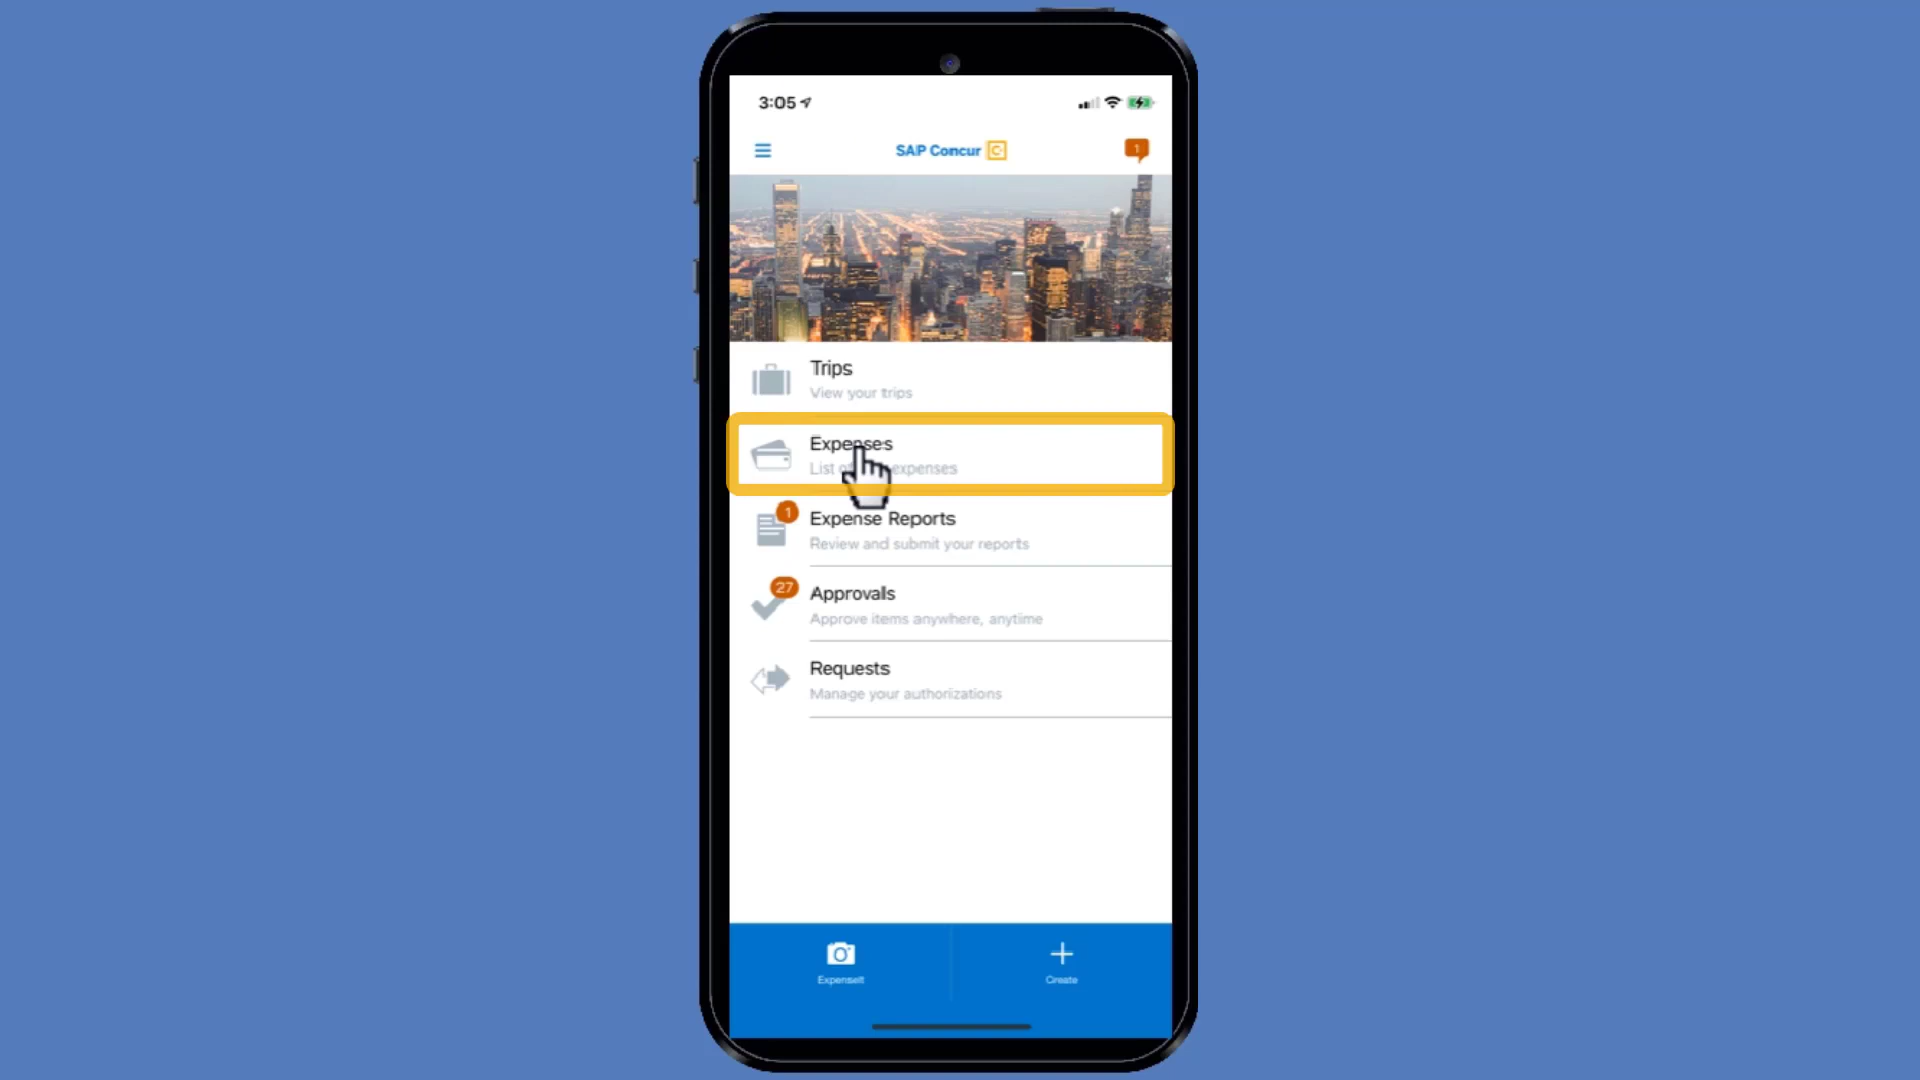 3:05
SAP Concur C
1
Trips
View your trips
Expenses
List of expenses
1
Expense Reports
Review and submit your reports
27
Approvals
Approve items anywhere, anytime
Requests
Manage your authorizations
ExpenseIt
Create